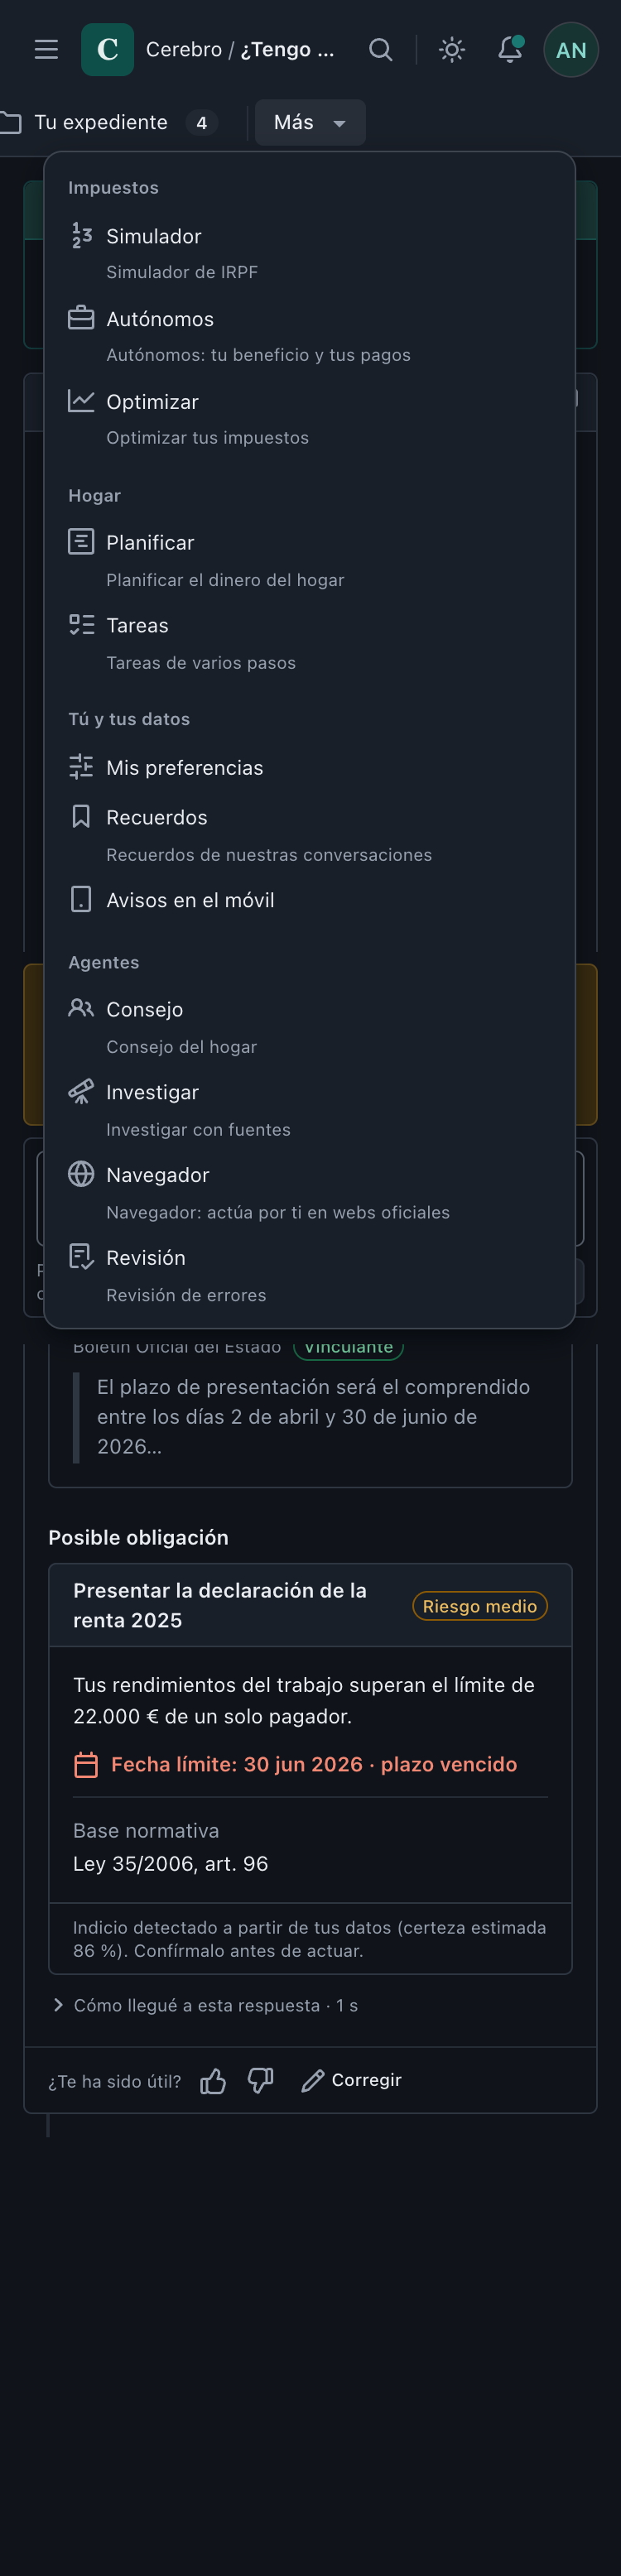 C Cerebro / ¿Tengo ... AN
Tu expediente 4 Más
Impuestos
Simulador
Simulador de IRPF
Autónomos
Autónomos: tu beneficio y tus pagos
Optimizar
Optimizar tus impuestos
Hogar
Planificar
Planificar el dinero del hogar
Tareas
Tareas de varios pasos
Tú y tus datos
Mis preferencias
Recuerdos
Recuerdos de nuestras conversaciones
Avisos en el móvil
Agentes
Consejo
Consejo del hogar
Investigar
Investigar con fuentes
Navegador
Navegador: actúa por ti en webs oficiales
Revisión
Revisión de errores
Boletín Oficial del Estado Vinculante
El plazo de presentación será el comprendido
entre los días 2 de abril y 30 de junio de
2026...
Posible obligación
Presentar la declaración de la
renta 2025
Riesgo medio
Tus rendimientos del trabajo superan el límite de
22.000 € de un solo pagador.
Fecha límite: 30 jun 2026 · plazo vencido
Base normativa
Ley 35/2006, art. 96
Indicio detectado a partir de tus datos (certeza estimada
86 %). Confírmalo antes de actuar.
Cómo llegué a esta respuesta · 1 s
¿Te ha sido útil? Corregir